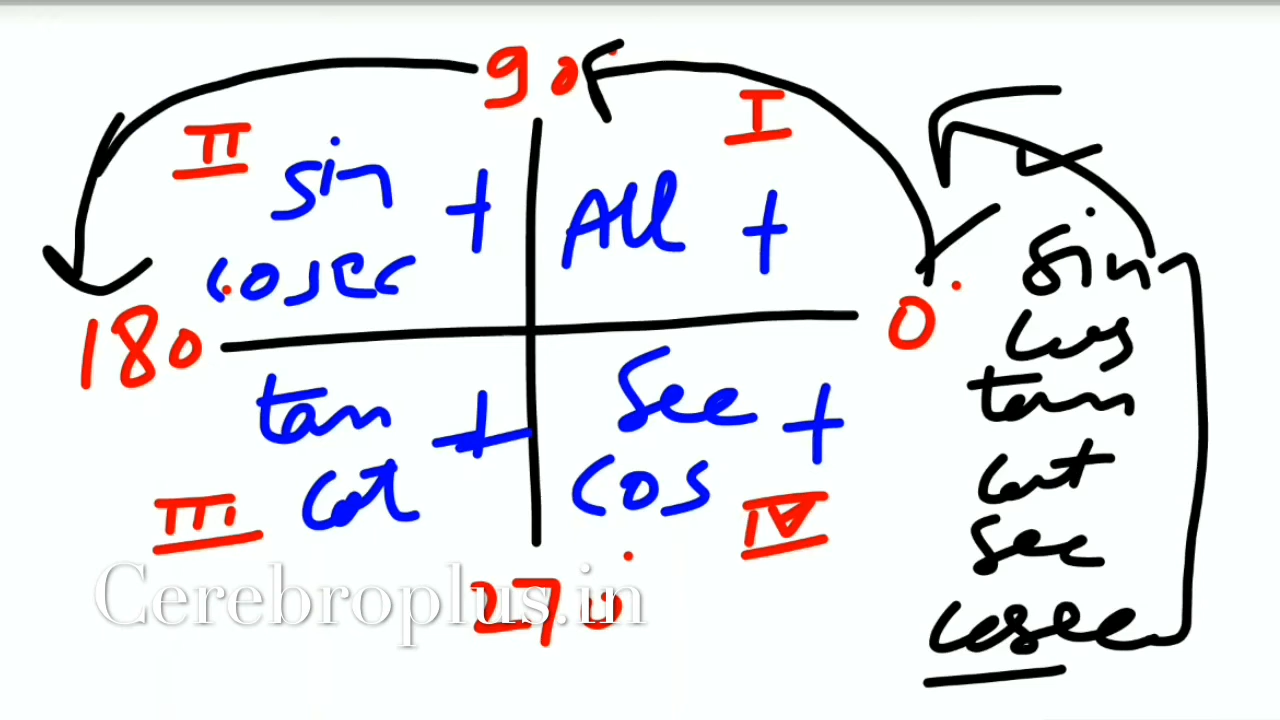 90°
II
I
sin +
cosec
All +
180°
0°
tan +
cot
sec +
cos
III
IV
270°
sin
cos
tan
cot
sec
cosec
Cerebroplus.in